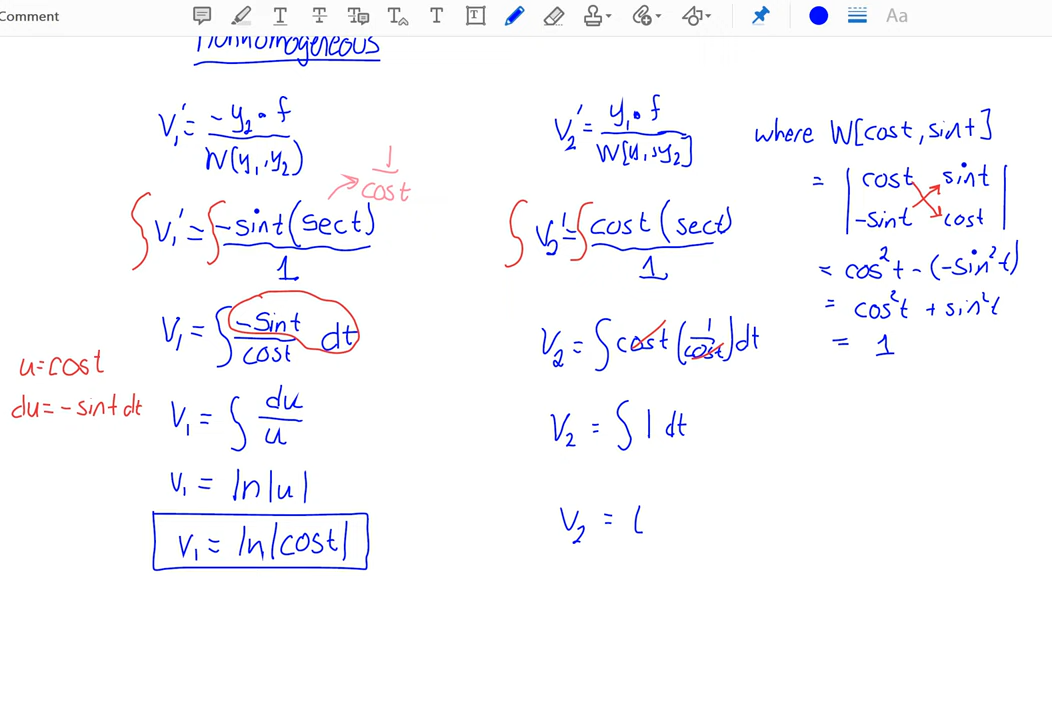 Comment
Aa
Nonhomogeneous
V₁' = -y₂ • f / W(y₁, y₂)
1 / cost
∫ V₁' = ∫ -sint(sect) / 1
V₁ = ∫ -sint / cost dt
u = cost
du = -sint dt
V₁ = ∫ du / u
V₁ = ln|u|
V₁ = ln|cost|
V₂' = y₁ • f / W[y₁, y₂]
∫ V₂' = ∫ cost(sect) / 1
V₂ = ∫ cost (1 / cost) dt
V₂ = ∫ 1 dt
V₂ = (
where W[cost, sint]
= | cost sint |
| -sint cost |
= cos²t - (-sin²t)
= cos²t + sin²t
= 1